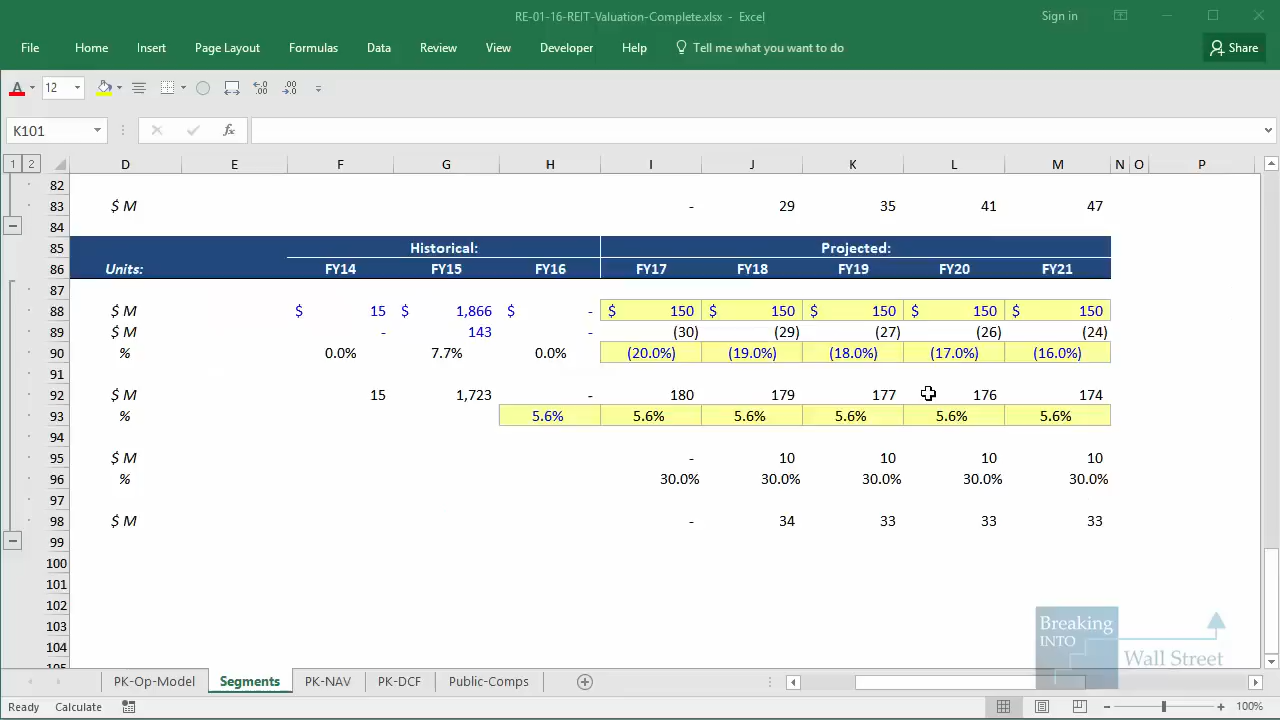 RE-01-16-REIT-Valuation-Complete.xlsx - Excel
Sign in
File Home Insert Page Layout Formulas Data Review View Developer Help Tell me what you want to do Share
A 12
K101 fx
1 2 D E F G H I J K L M N O P
82
83 $ M - 29 35 41 47
84
85 Historical: Projected:
86 Units: FY14 FY15 FY16 FY17 FY18 FY19 FY20 FY21
87
88 $ M $ 15 $ 1,866 $ - $ 150 $ 150 $ 150 $ 150 $ 150
89 $ M - 143 - (30) (29) (27) (26) (24)
90 % 0.0% 7.7% 0.0% (20.0%) (19.0%) (18.0%) (17.0%) (16.0%)
91
92 $ M 15 1,723 - 180 179 177 176 174
93 % 5.6% 5.6% 5.6% 5.6% 5.6% 5.6%
94
95 $ M - 10 10 10 10
96 % 30.0% 30.0% 30.0% 30.0% 30.0%
97
98 $ M - 34 33 33 33
99
100
101
102
103
104
105
Breaking
INTO
Wall Street
PK-Op-Model Segments PK-NAV PK-DCF Public-Comps
Ready Calculate 100%